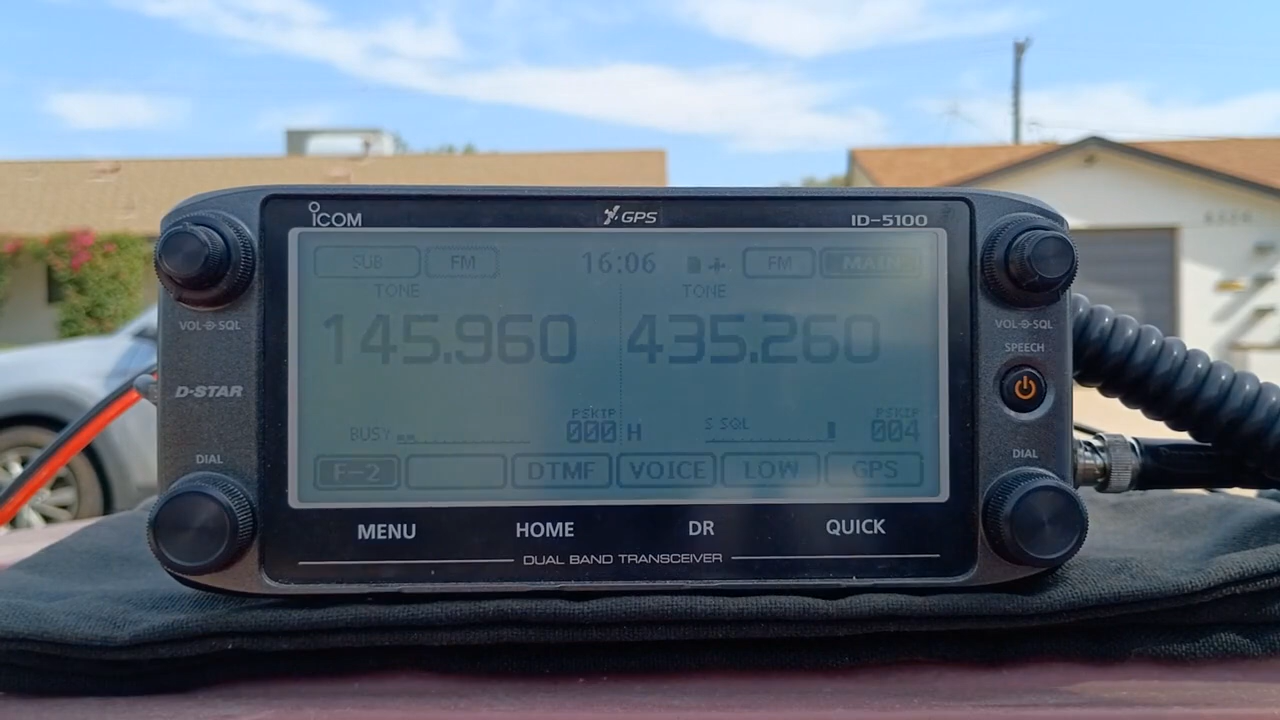 ICOM GPS ID-5100
SUB FM 16:06 FM MAIN
TONE TONE
145.960 435.260
PSKIP PSKIP
BUSY 000 H S SQL 004
F-2 DTMF VOICE LOW GPS
VOL SQL
D-STAR
DIAL
VOL SQL
SPEECH
DIAL
MENU HOME DR QUICK
DUAL BAND TRANSCEIVER